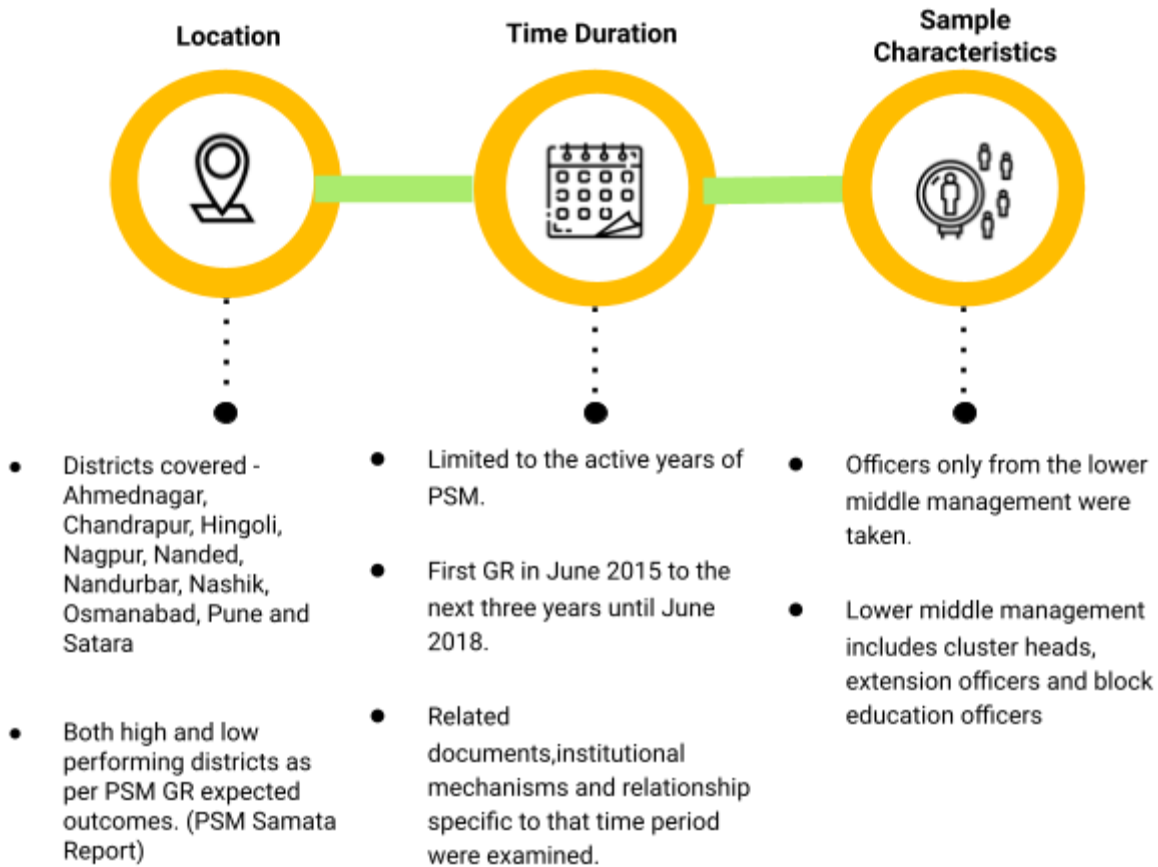 Location
Time Duration
Sample
Characteristics
● Districts covered -
Ahmednagar,
Chandrapur, Hingoli,
Nagpur, Nanded,
Nandurbar, Nashik,
Osmanabad, Pune and
Satara
● Both high and low
performing districts as
per PSM GR expected
outcomes. (PSM Samata
Report)
● Limited to the active years of
PSM.
● First GR in June 2015 to the
next three years until June
2018.
● Related
documents,institutional
mechanisms and relationship
specific to that time period
were examined.
● Officers only from the lower
middle management were
taken.
● Lower middle management
includes cluster heads,
extension officers and block
education officers